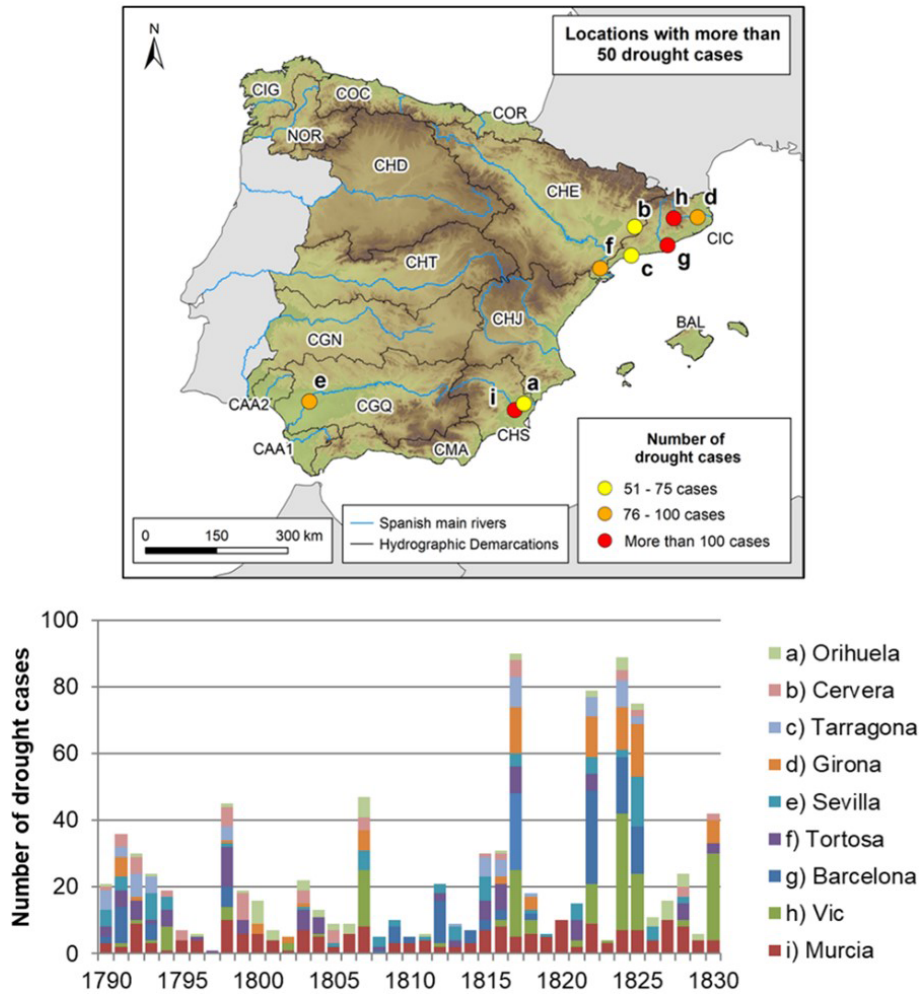 N
Locations with more than
50 drought cases
CIG
COC
COR
NOR
CHD
CHE
b
h
d
CIC
f
c
g
CHT
CHJ
BAL
CGN
e
a
i
CAA2
CGQ
CHS
CAA1
CMA
Number of
drought cases
51 - 75 cases
76 - 100 cases
More than 100 cases
0 150 300 km
Spanish main rivers
Hydrographic Demarcations
Number of drought cases
100
80
60
40
20
0
1790 1795 1800 1805 1810 1815 1820 1825 1830
a) Orihuela
b) Cervera
c) Tarragona
d) Girona
e) Sevilla
f) Tortosa
g) Barcelona
h) Vic
i) Murcia